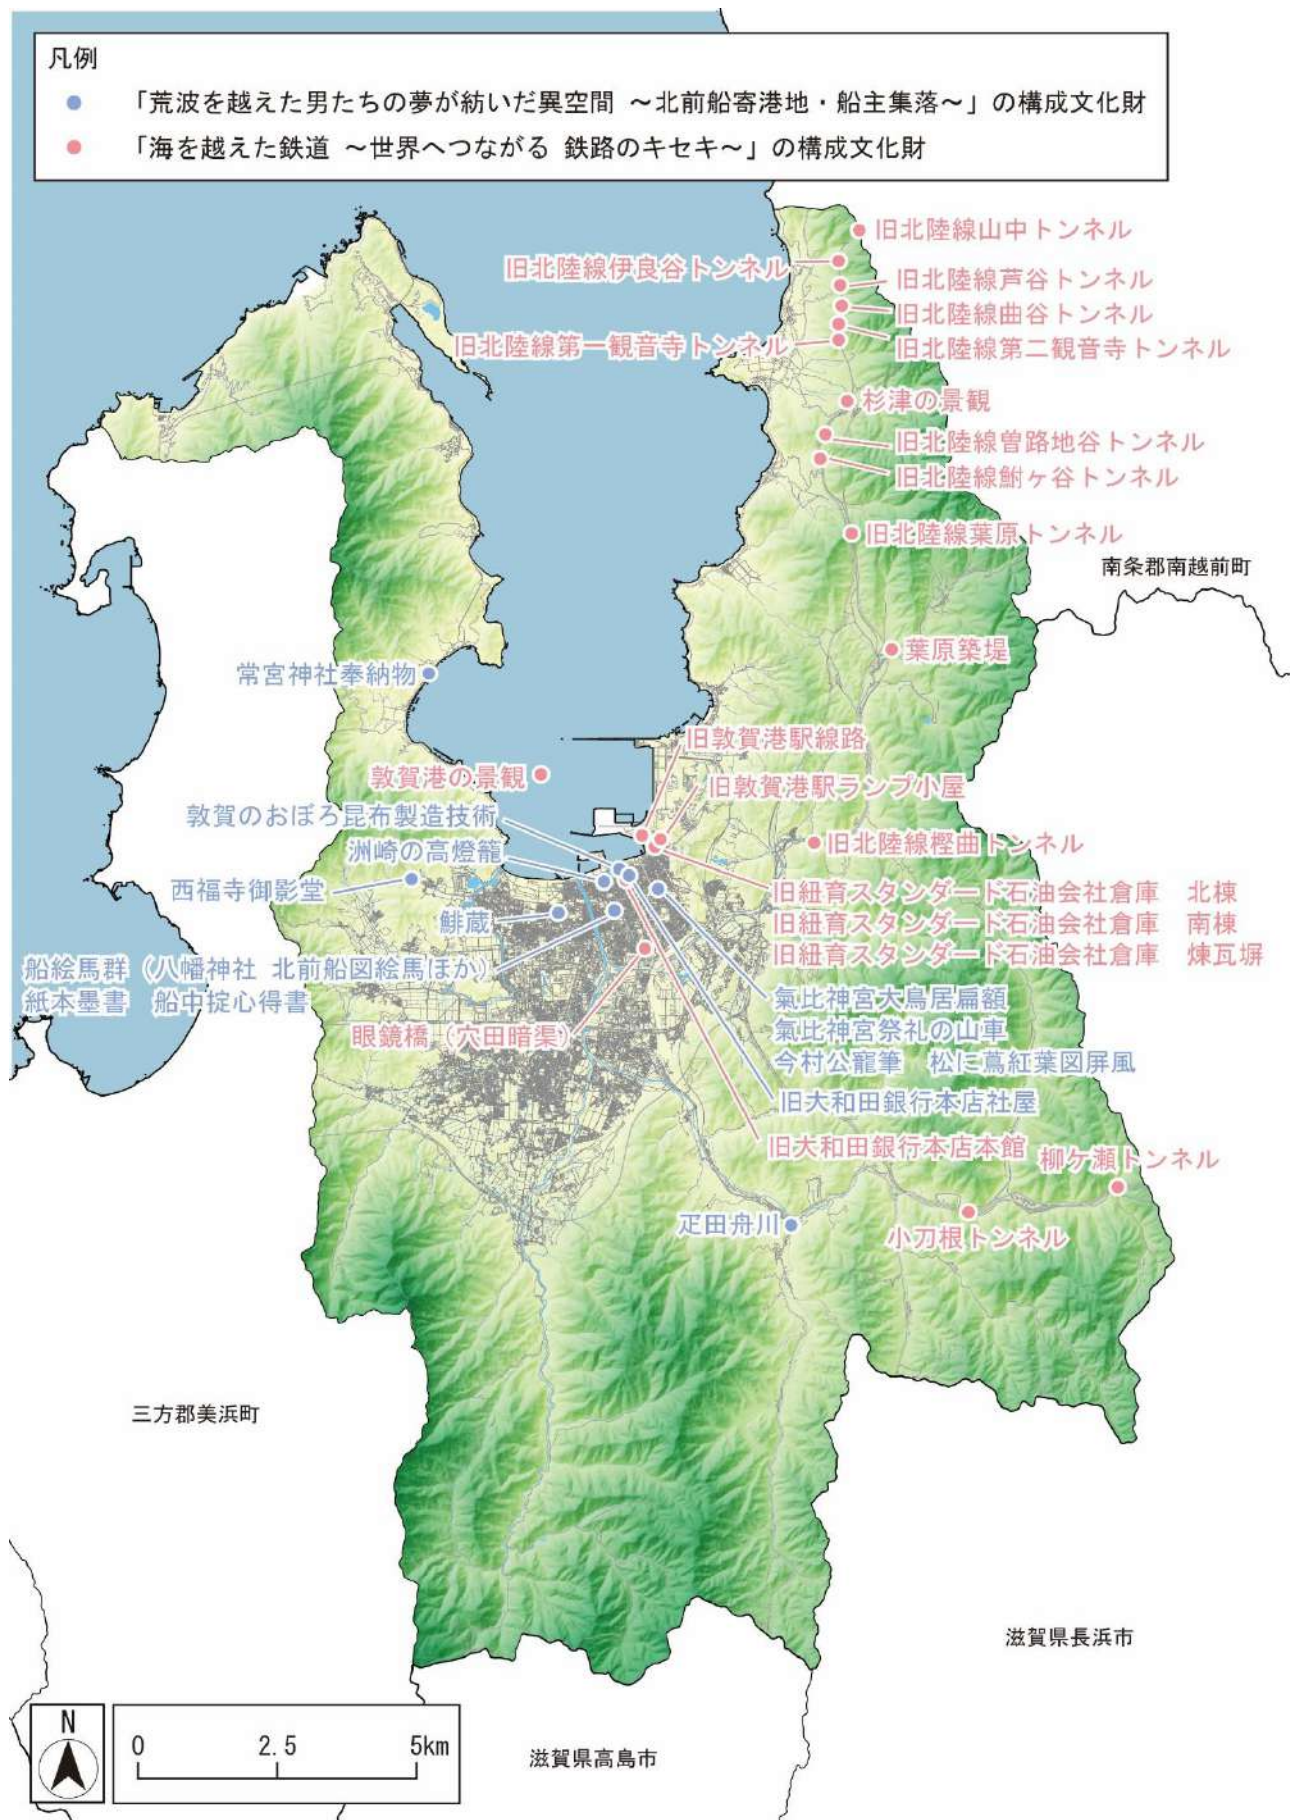 凡例
「荒波を越えた男たちの夢が紡いだ異空間 ～北前船寄港地・船主集落～」の構成文化財
「海を越えた鉄道 ～世界へつながる 鉄路のキセキ～」の構成文化財
旧北陸線山中トンネル
旧北陸線伊良谷トンネル
旧北陸線芦谷トンネル
旧北陸線曲谷トンネル
旧北陸線第一観音寺トンネル
旧北陸線第二観音寺トンネル
杉津の景観
旧北陸線曽路地谷トンネル
旧北陸線鮒ヶ谷トンネル
旧北陸線葉原トンネル
南条郡南越前町
葉原築堤
常宮神社奉納物
旧敦賀港駅線路
敦賀港の景観
旧敦賀港駅ランプ小屋
敦賀のおぼろ昆布製造技術
旧北陸線樫曲トンネル
洲崎の高燈籠
西福寺御影堂
旧紐育スタンダード石油会社倉庫 北棟
鯡蔵
旧紐育スタンダード石油会社倉庫 南棟
旧紐育スタンダード石油会社倉庫 煉瓦塀
船絵馬群（八幡神社 北前船図絵馬ほか）
紙本墨書 船中掟心得書
氣比神宮大鳥居扁額
氣比神宮祭礼の山車
眼鏡橋（穴田暗渠）
今村公寵筆 松に蔦紅葉図屏風
旧大和田銀行本店社屋
旧大和田銀行本店本館
柳ケ瀬トンネル
疋田舟川
小刀根トンネル
三方郡美浜町
滋賀県長浜市
滋賀県高島市
N
0 2.5 5km